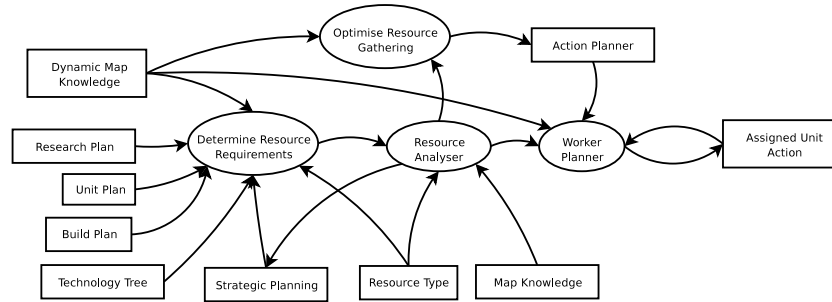 Optimise Resource
Gathering
Action Planner
Dynamic Map
Knowledge
Research Plan
Determine Resource
Requirements
Resource
Analyser
Worker
Planner
Assigned Unit
Action
Unit Plan
Build Plan
Technology Tree
Strategic Planning
Resource Type
Map Knowledge